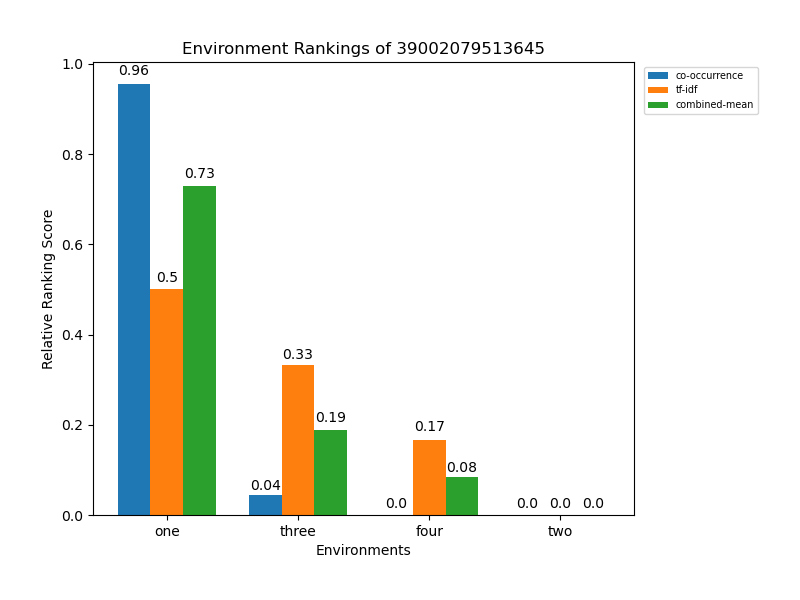 Environment Rankings of 39002079513645
co-occurrence
tf-idf
combined-mean
Relative Ranking Score
1.0
0.8
0.6
0.4
0.2
0.0
0.96
0.5
0.73
0.04
0.33
0.19
0.0
0.17
0.08
0.0 0.0 0.0
one three four two
Environments